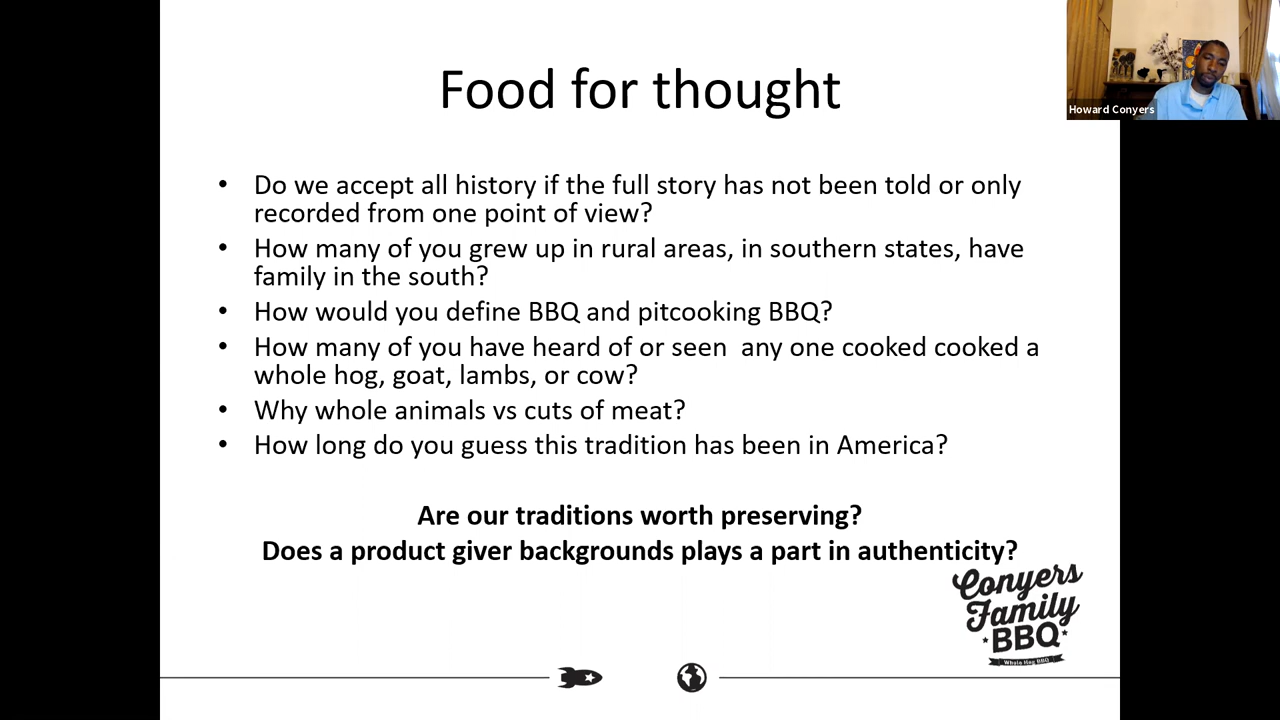 Food for thought
Howard Conyers
• Do we accept all history if the full story has not been told or only
recorded from one point of view?
• How many of you grew up in rural areas, in southern states, have
family in the south?
• How would you define BBQ and pitcooking BBQ?
• How many of you have heard of or seen  any one cooked cooked a
whole hog, goat, lambs, or cow?
• Why whole animals vs cuts of meat?
• How long do you guess this tradition has been in America?
Are our traditions worth preserving?
Does a product giver backgrounds plays a part in authenticity?
Conyers
Family
BBQ
Whole Hog BBQ